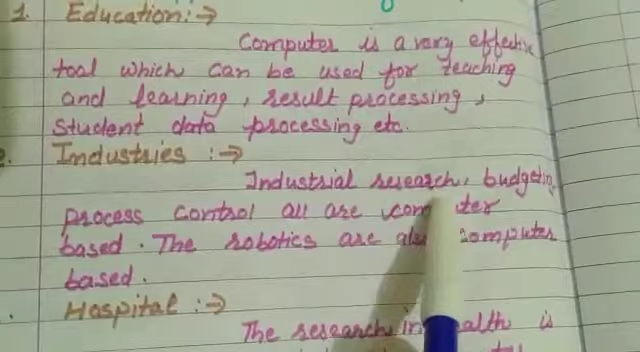 1. Education :→
Computer is a very effective
tool which can be used for teaching
and learning, result processing,
Student data processing etc.
Industries :→
Industrial research, budgeting
process control all are computer
based. The robotics are also computer
based.
Hospital :→
The research in health is